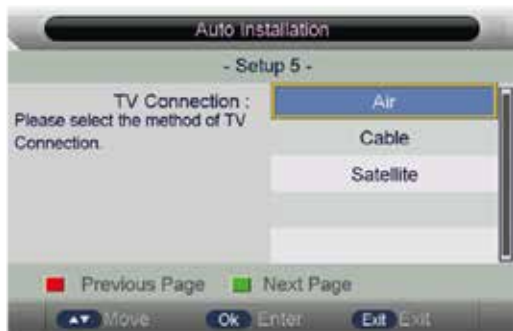 Auto Installation
- Setup 5 -
TV Connection :
Please select the method of TV
Connection.
Air
Cable
Satellite
Previous Page Next Page
Move Ok Enter Exit Exit